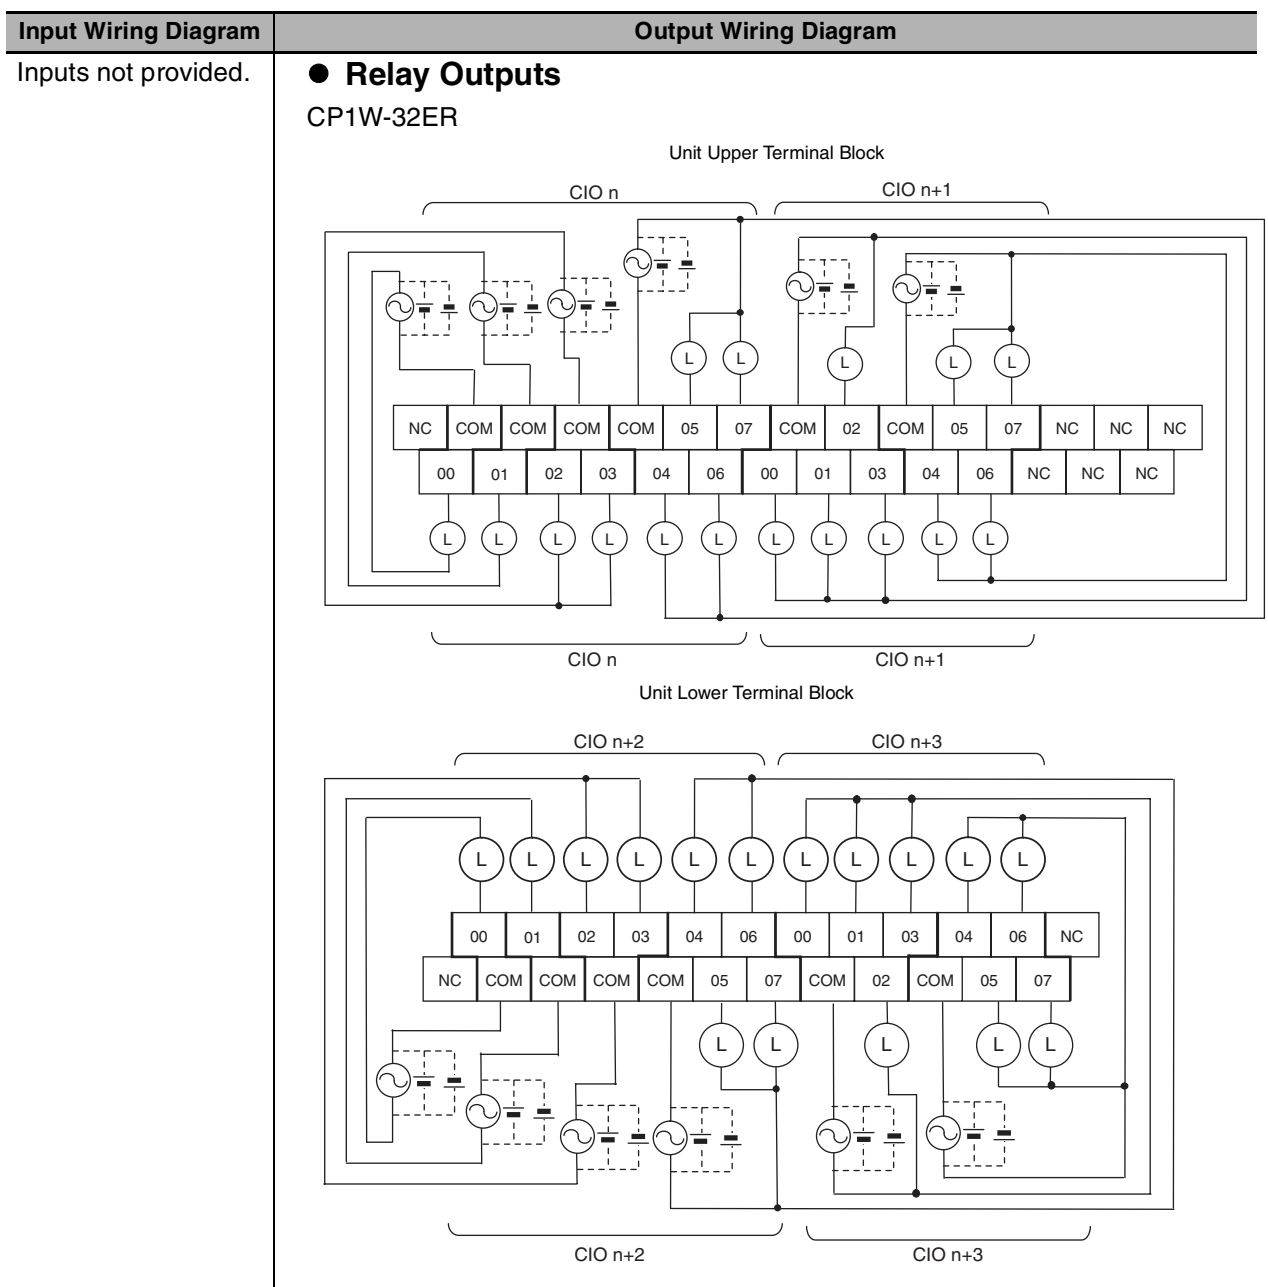 Input Wiring Diagram Output Wiring Diagram
Inputs not provided.
● Relay Outputs
CP1W-32ER
Unit Upper Terminal Block
CIO n CIO n+1
L L L L L
NC COM COM COM COM 05 07 COM 02 COM 05 07 NC NC NC
00 01 02 03 04 06 00 01 03 04 06 NC NC NC
L L L L L L L L L L L
CIO n CIO n+1
Unit Lower Terminal Block
CIO n+2 CIO n+3
L L L L L L L L L L L
00 01 02 03 04 06 00 01 03 04 06 NC
NC COM COM COM COM 05 07 COM 02 COM 05 07
L L L L L
CIO n+2 CIO n+3